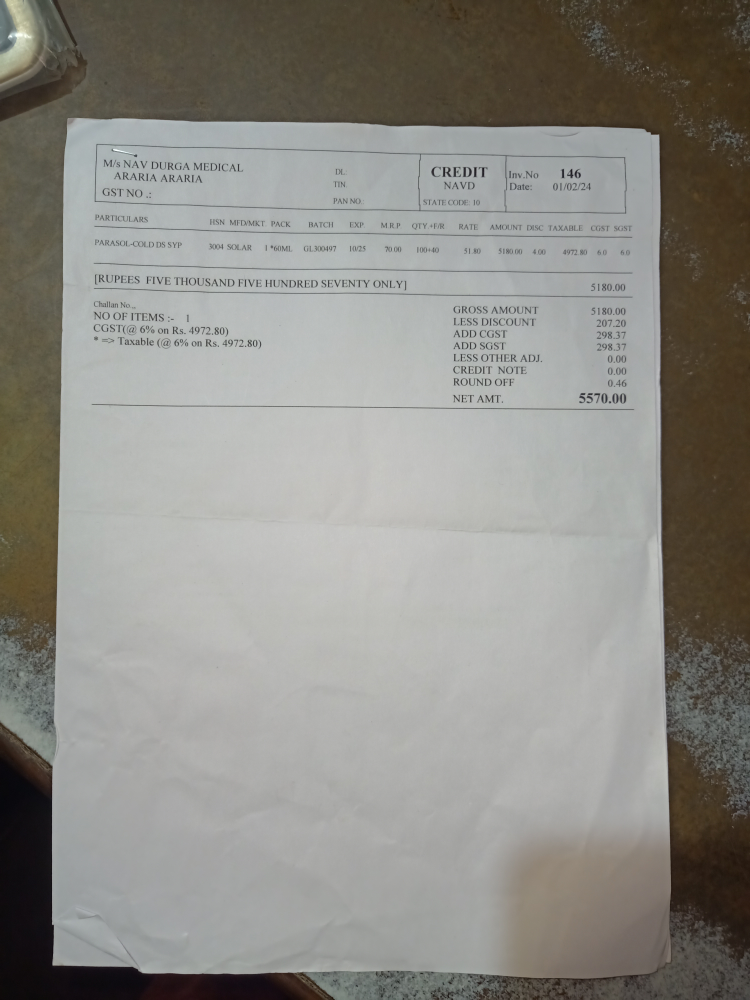 M/s NAV DURGA MEDICAL
ARARIA ARARIA
GST NO .:
DL.
TIN.
PAN NO.:
CREDIT
NAVD
STATE CODE: 10
Inv.No 146
Date: 01/02/24
PARTICULARS HSN MFD/MKT PACK BATCH EXP M.R.P QTY.+F/R RATE AMOUNT DISC TAXABLE CGST SGST
PARASOL-COLD DS SYP 3004 SOLAR 1 *60ML GL300497 10/25 70.00 100+40 51.80 5180.00 4.00 4972.80 6.0 6.0
[RUPEES FIVE THOUSAND FIVE HUNDRED SEVENTY ONLY] 5180.00
Challan No.,,
NO OF ITEMS :- 1
CGST(@ 6% on Rs. 4972.80)
* => Taxable (@ 6% on Rs. 4972.80)
GROSS AMOUNT 5180.00
LESS DISCOUNT 207.20
ADD CGST 298.37
ADD SGST 298.37
LESS OTHER ADJ. 0.00
CREDIT NOTE 0.00
ROUND OFF 0.46
NET AMT. 5570.00